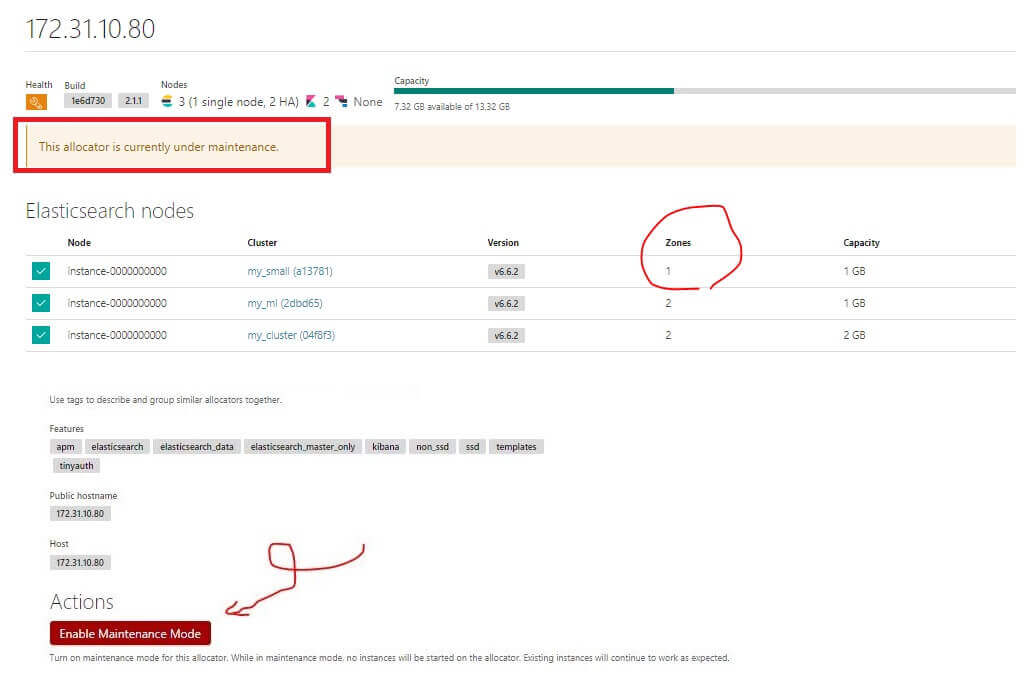 172.31.10.80
Health Build Nodes Capacity
1e6d730 2.1.1 3 (1 single node, 2 HA) 2 None
7.32 GB available of 13.32 GB
This allocator is currently under maintenance.
Elasticsearch nodes
Node Cluster Version Zones Capacity
instance-0000000000 my_small (a13781) v6.6.2 1 1 GB
instance-0000000000 my_ml (2dbd65) v6.6.2 2 1 GB
instance-0000000000 my_cluster (04f8f3) v6.6.2 2 2 GB
Use tags to describe and group similar allocators together.
Features
apm elasticsearch elasticsearch_data elasticsearch_master_only kibana non_ssd ssd templates
tinyauth
Public hostname
172.31.10.80
Host
172.31.10.80
Actions
Enable Maintenance Mode
Turn on maintenance mode for this allocator. While in maintenance mode, no instances will be started on the allocator. Existing instances will continue to work as expected.